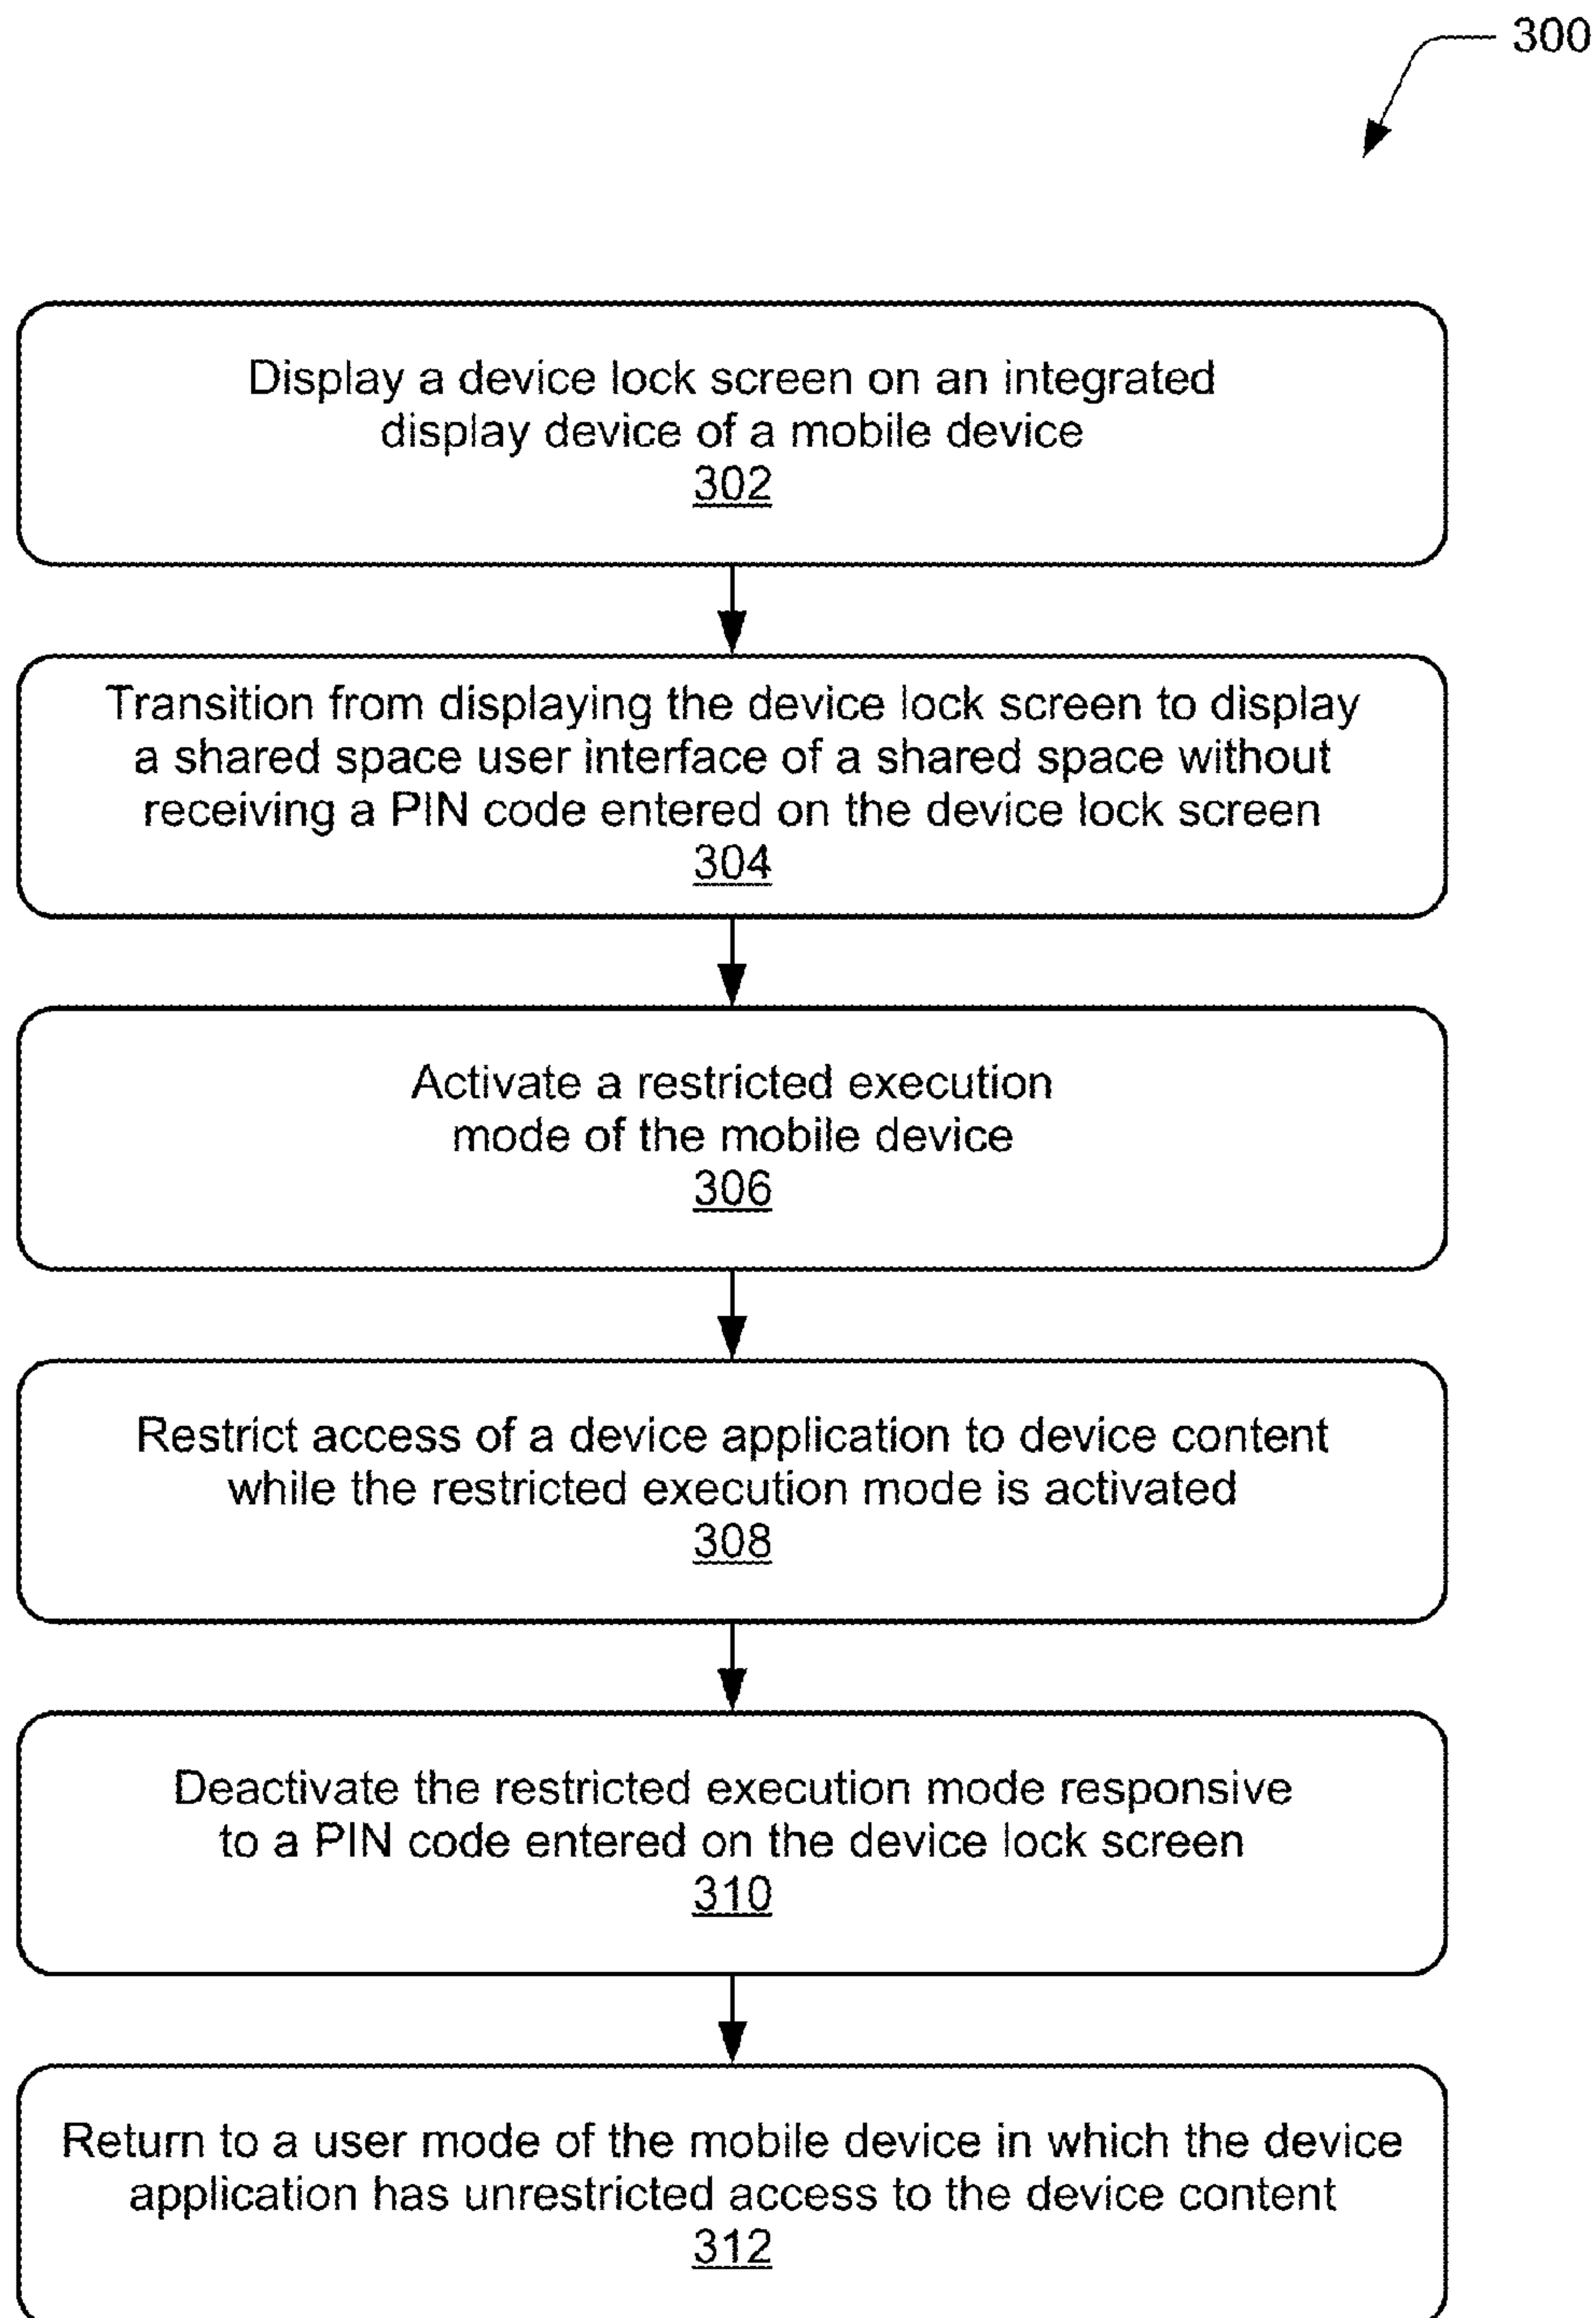 300
Display a device lock screen on an integrated
display device of a mobile device
302
Transition from displaying the device lock screen to display
a shared space user interface of a shared space without
receiving a PIN code entered on the device lock screen
304
Activate a restricted execution
mode of the mobile device
306
Restrict access of a device application to device content
while the restricted execution mode is activated
308
Deactivate the restricted execution mode responsive
to a PIN code entered on the device lock screen
310
Return to a user mode of the mobile device in which the device
application has unrestricted access to the device content
312